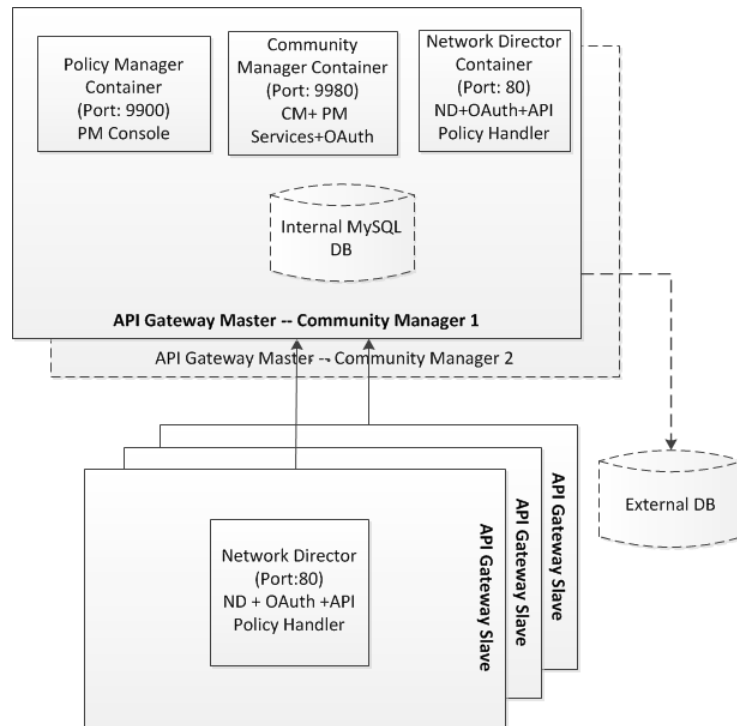 Policy Manager
Container
(Port: 9900)
PM Console
Community
Manager Container
(Port: 9980)
CM+ PM
Services+OAuth
Network Director
Container
(Port: 80)
ND+OAuth+API
Policy Handler
Internal MySQL
DB
API Gateway Master -- Community Manager 1
API Gateway Master -- Community Manager 2
External DB
Network Director
(Port:80)
ND + OAuth +API
Policy Handler
API Gateway Slave
API Gateway Slave
API Gateway Slave